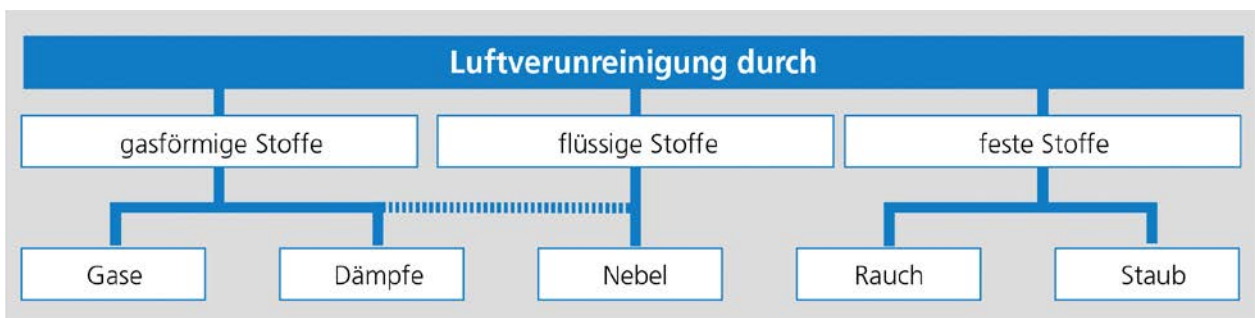 Luftverunreinigung durch
gasförmige Stoffe
flüssige Stoffe
feste Stoffe
Gase
Dämpfe
Nebel
Rauch
Staub